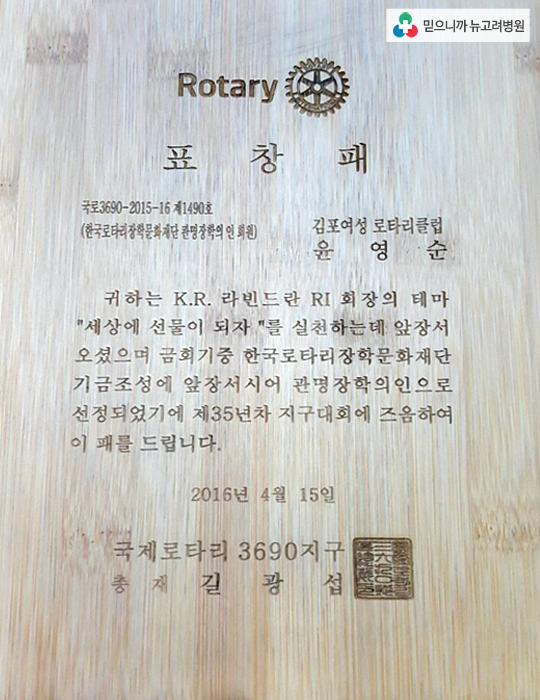 믿으니까 뉴고려병원
Rotary
표 창 패
국로3690-2015-16 제1490호
(한국로타리장학문화재단 관명장학의인 회원)
김포여성 로타리클럽
윤 영 순
귀하는 K.R. 라빈드란 RI 회장의 테마
"세상에 선물이 되자 "를 실천하는데 앞장서
오셨으며 금회기중 한국로타리장학문화재단
기금조성에 앞장서시어 관명장학의인으로
선정되었기에 제35년차 지구대회에 즈음하여
이 패를 드립니다.
2016년 4월 15일
국제로타리 3690지구
총 재 길 광 섭